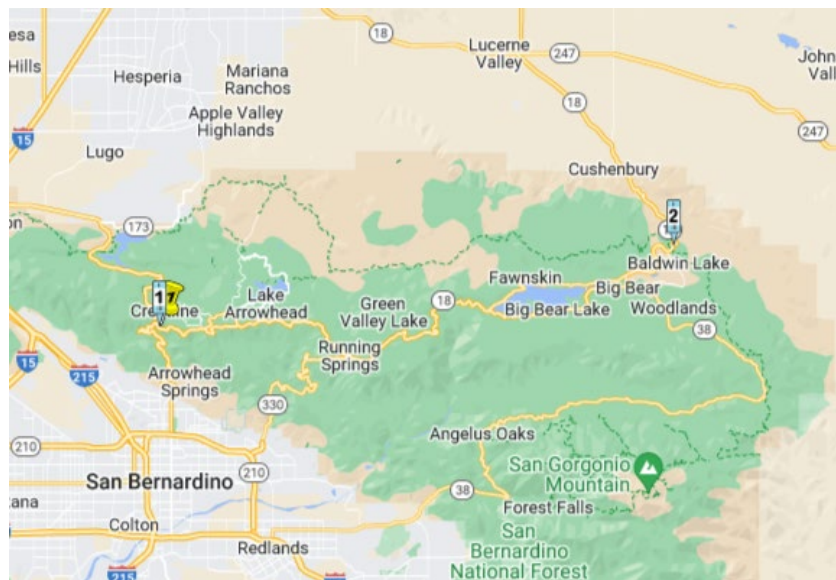 esa
Hills
18
Lucerne
Valley
247
John
Vall
Hesperia
Mariana
Ranchos
18
Apple Valley
Highlands
15
247
Lugo
Cushenbury
on
173
2
1
Baldwin Lake
Fawnskin
Big Bear
1
Lake
Arrowhead
Green
Valley Lake
18
Big Bear Lake
Woodlands
38
Running
Springs
15
215
Arrowhead
Springs
330
210
Angelus Oaks
San Bernardino
210
San Gorgonio
Mountain
38
Forest Falls
ana
Colton
Redlands
San
Bernardino
National Forest
215